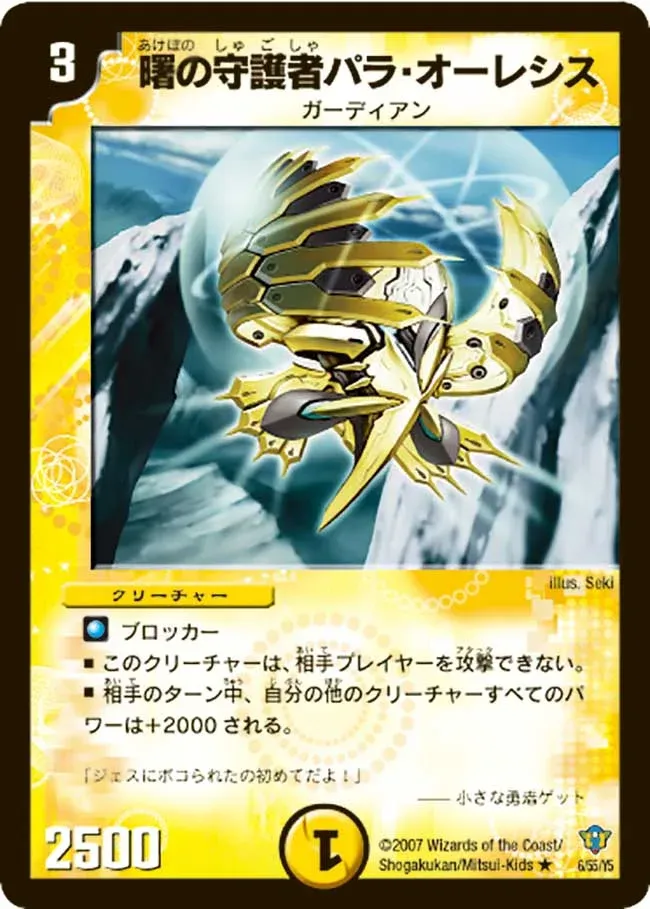 3
あけぼの しゅごしゃ
曙の守護者パラ・オーレシス
ガーディアン
illus. Seki
クリーチャー
ブロッカー
■ このクリーチャーは、相手プレイヤーを攻撃できない。
■ 相手のターン中、自分の他のクリーチャーすべてのパ
ワーは+2000される。
「ジェスにボコられたの初めてだよ!」
―― 小さな勇者ゲット
2500
1
©2007 Wizards of the Coast/
Shogakukan/Mitsui-Kids ★ 6/55/Y5